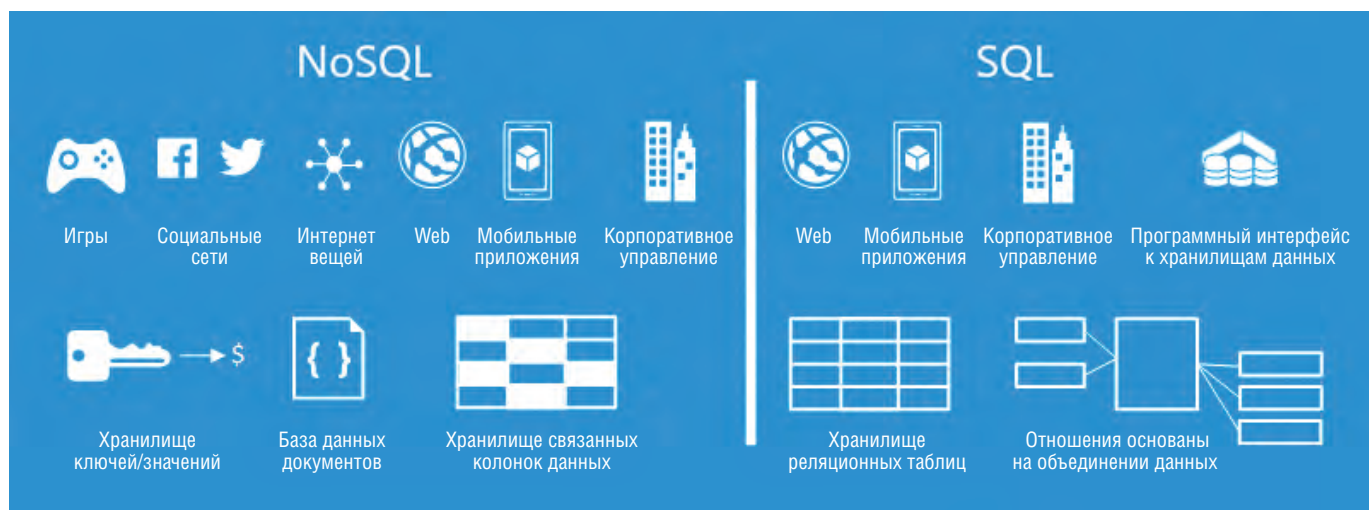 NoSQL
SQL
Игры
Социальные
сети
Интернет
вещей
Web
Мобильные
приложения
Корпоративное
управление
Web
Мобильные
приложения
Корпоративное
управление
Программный интерфейс
к хранилищам данных
$
{ }
Хранилище
ключей/значений
База данных
документов
Хранилище связанных
колонок данных
Хранилище
реляционных таблиц
Отношения основаны
на объединении данных